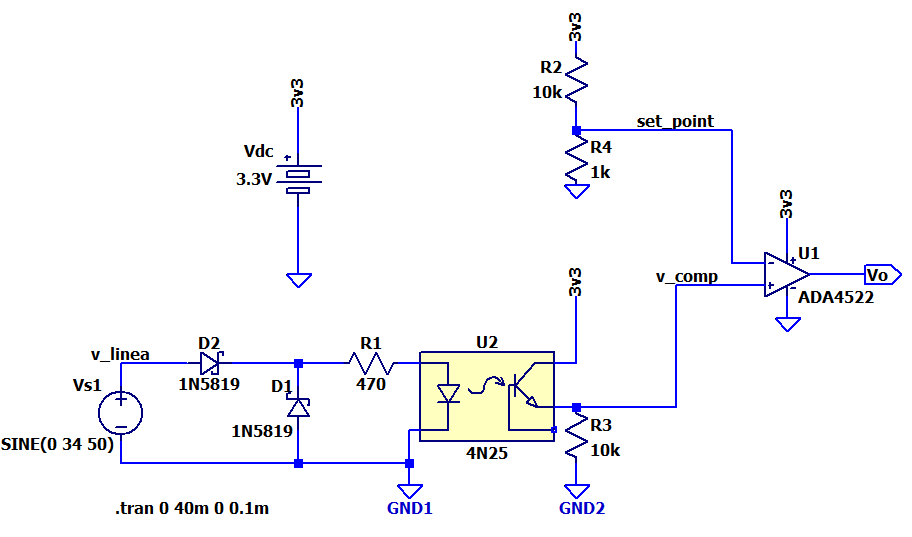 3v3
R2
10k
set_point
3v3
Vdc
3.3V
R4
1k
3v3
U1
Vo
ADA4522
v_comp
3v3
v_linea
D2
1N5819
R1
470
U2
Vs1
D1
1N5819
SINE(0 34 50)
4N25
R3
10k
.tran 0 40m 0 0.1m
GND1
GND2